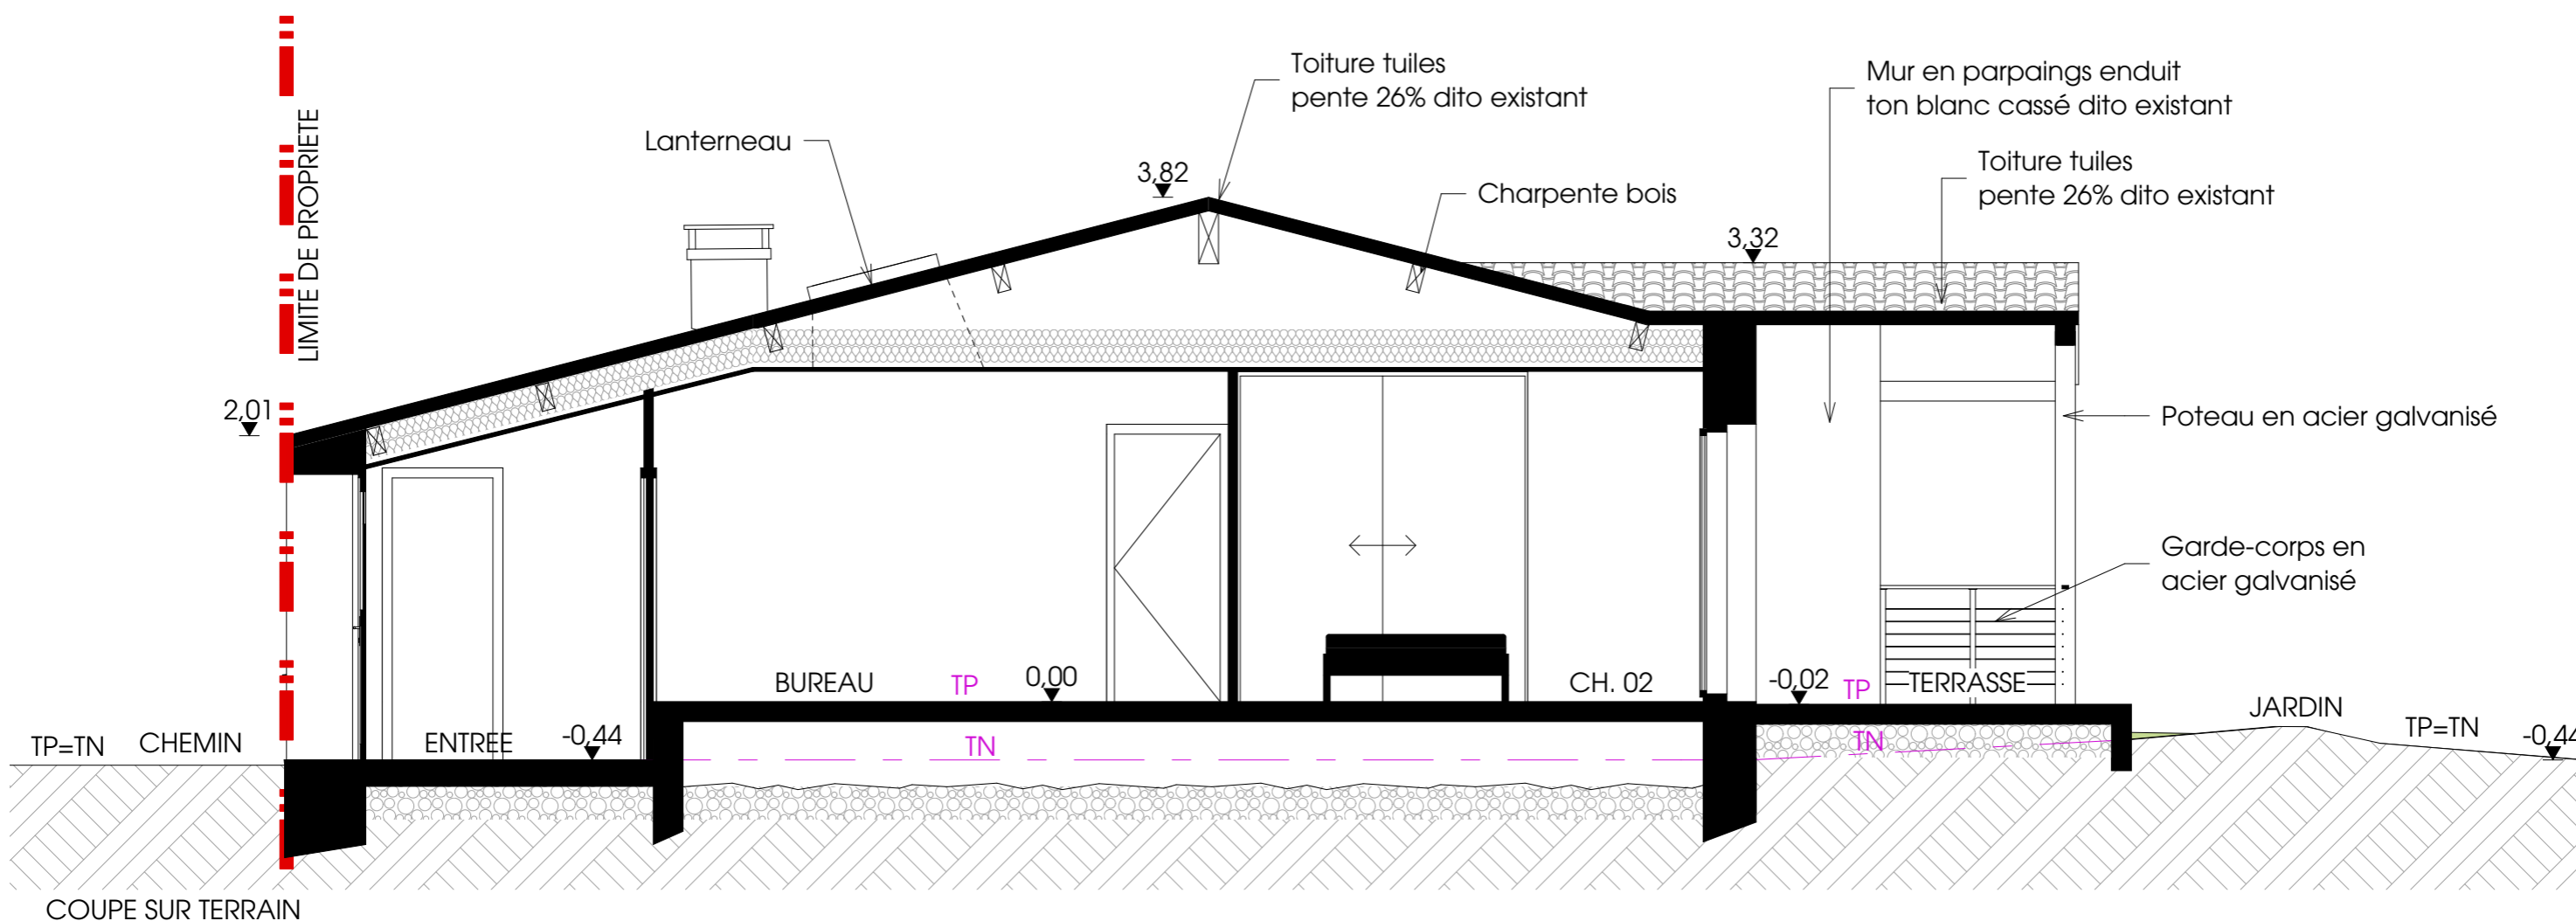 LIMITE DE PROPRIETE
Toiture tuiles
pente 26% dito existant
Mur en parpaings enduit
ton blanc cassé dito existant
Lanterneau
3,82
Charpente bois
Toiture tuiles
pente 26% dito existant
3,32
2,01
Poteau en acier galvanisé
Garde-corps en
acier galvanisé
BUREAU
TP
0,00
CH. 02
-0,02
TP
TERRASSE
JARDIN
TP=TN
CHEMIN
ENTREE
-0,44
TN
TN
TP=TN
-0,44
COUPE SUR TERRAIN